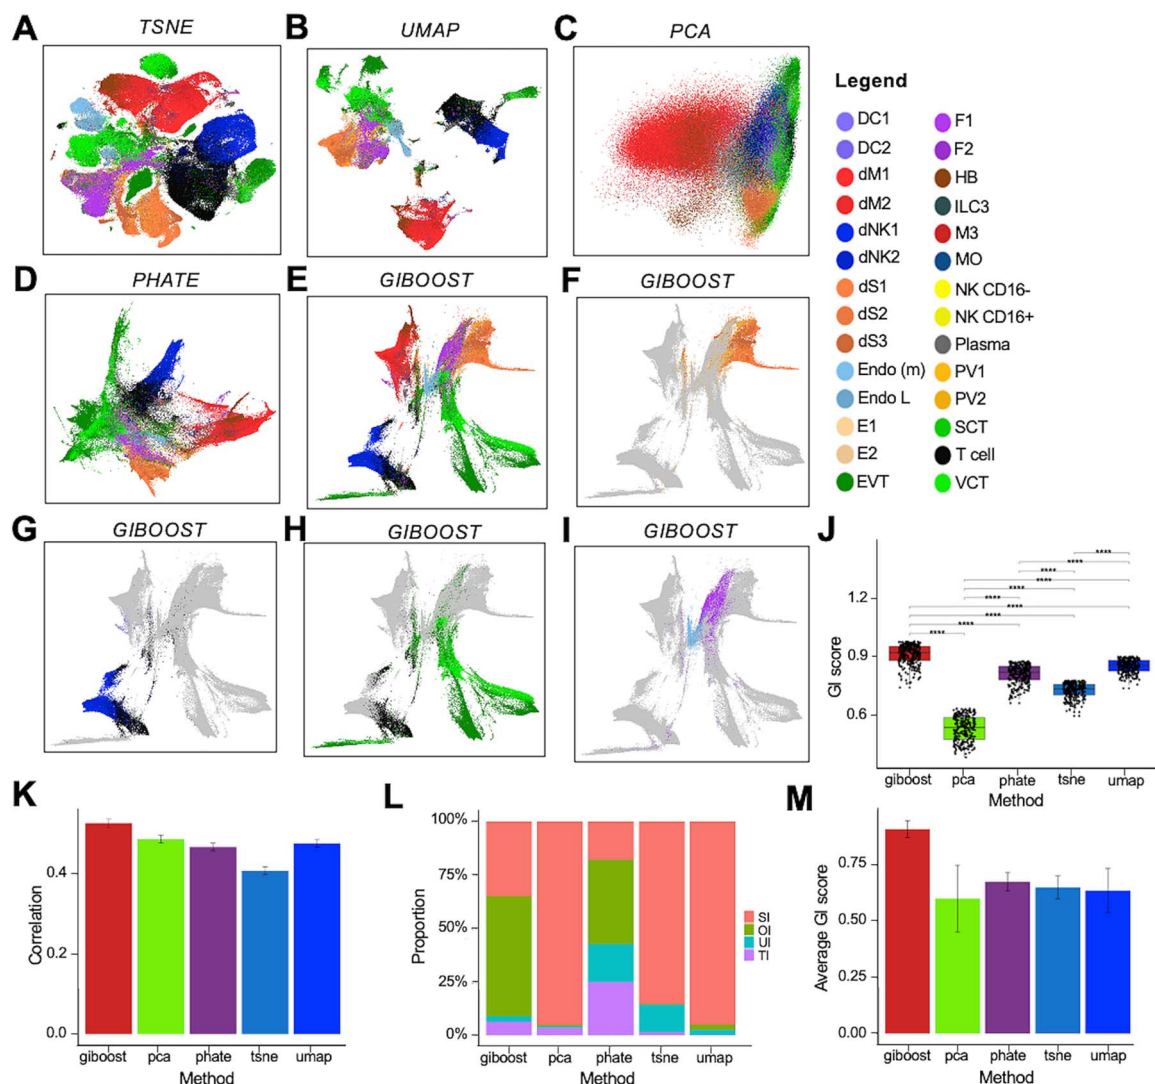 A TSNE
B UMAP
C PCA
Legend
DC1
DC2
dM1
dM2
dNK1
dNK2
dS1
dS2
dS3
Endo (m)
Endo L
E1
E2
EVT
F1
F2
HB
ILC3
M3
MO
NK CD16-
NK CD16+
Plasma
PV1
PV2
SCT
T cell
VCT
D PHATE
E GIBOOST
F GIBOOST
G GIBOOST
H GIBOOST
I GIBOOST
J
****
****
****
****
****
****
****
****
****
****
1.2
0.9
0.6
GI score
giboost pca phate tsne umap
Method
K
0.4
0.2
0.0
Correlation
giboost pca phate tsne umap
Method
L
100%
75%
50%
25%
0%
Proportion
SI
OI
UI
TI
giboost pca phate tsne umap
Method
M
0.75
0.50
0.25
0.00
Average GI score
giboost pca phate tsne umap
Method